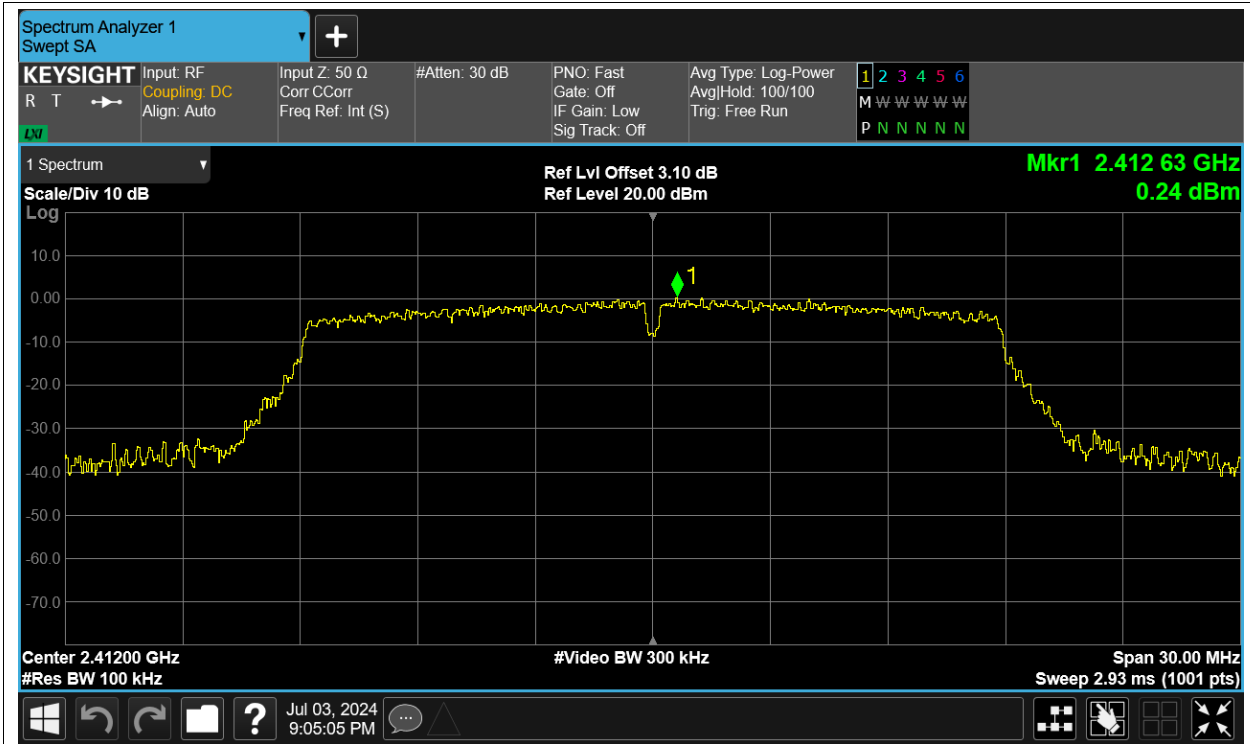 Spectrum Analyzer 1
Swept SA
KEYSIGHT
R T
LXI
Input: RF
Coupling: DC
Align: Auto
Input Z: 50 Ω
Corr CCorr
Freq Ref: Int (S)
#Atten: 30 dB
PNO: Fast
Gate: Off
IF Gain: Low
Sig Track: Off
Avg Type: Log-Power
Avg|Hold: 100/100
Trig: Free Run
1 2 3 4 5 6
M W W W W W
P N N N N N
1 Spectrum
Scale/Div 10 dB
Log
Ref Lvl Offset 3.10 dB
Ref Level 20.00 dBm
Mkr1 2.412 63 GHz
0.24 dBm
10.0
0.00
-10.0
-20.0
-30.0
-40.0
-50.0
-60.0
-70.0
1
Center 2.41200 GHz
#Res BW 100 kHz
#Video BW 300 kHz
Span 30.00 MHz
Sweep 2.93 ms (1001 pts)
?
Jul 03, 2024
9:05:05 PM